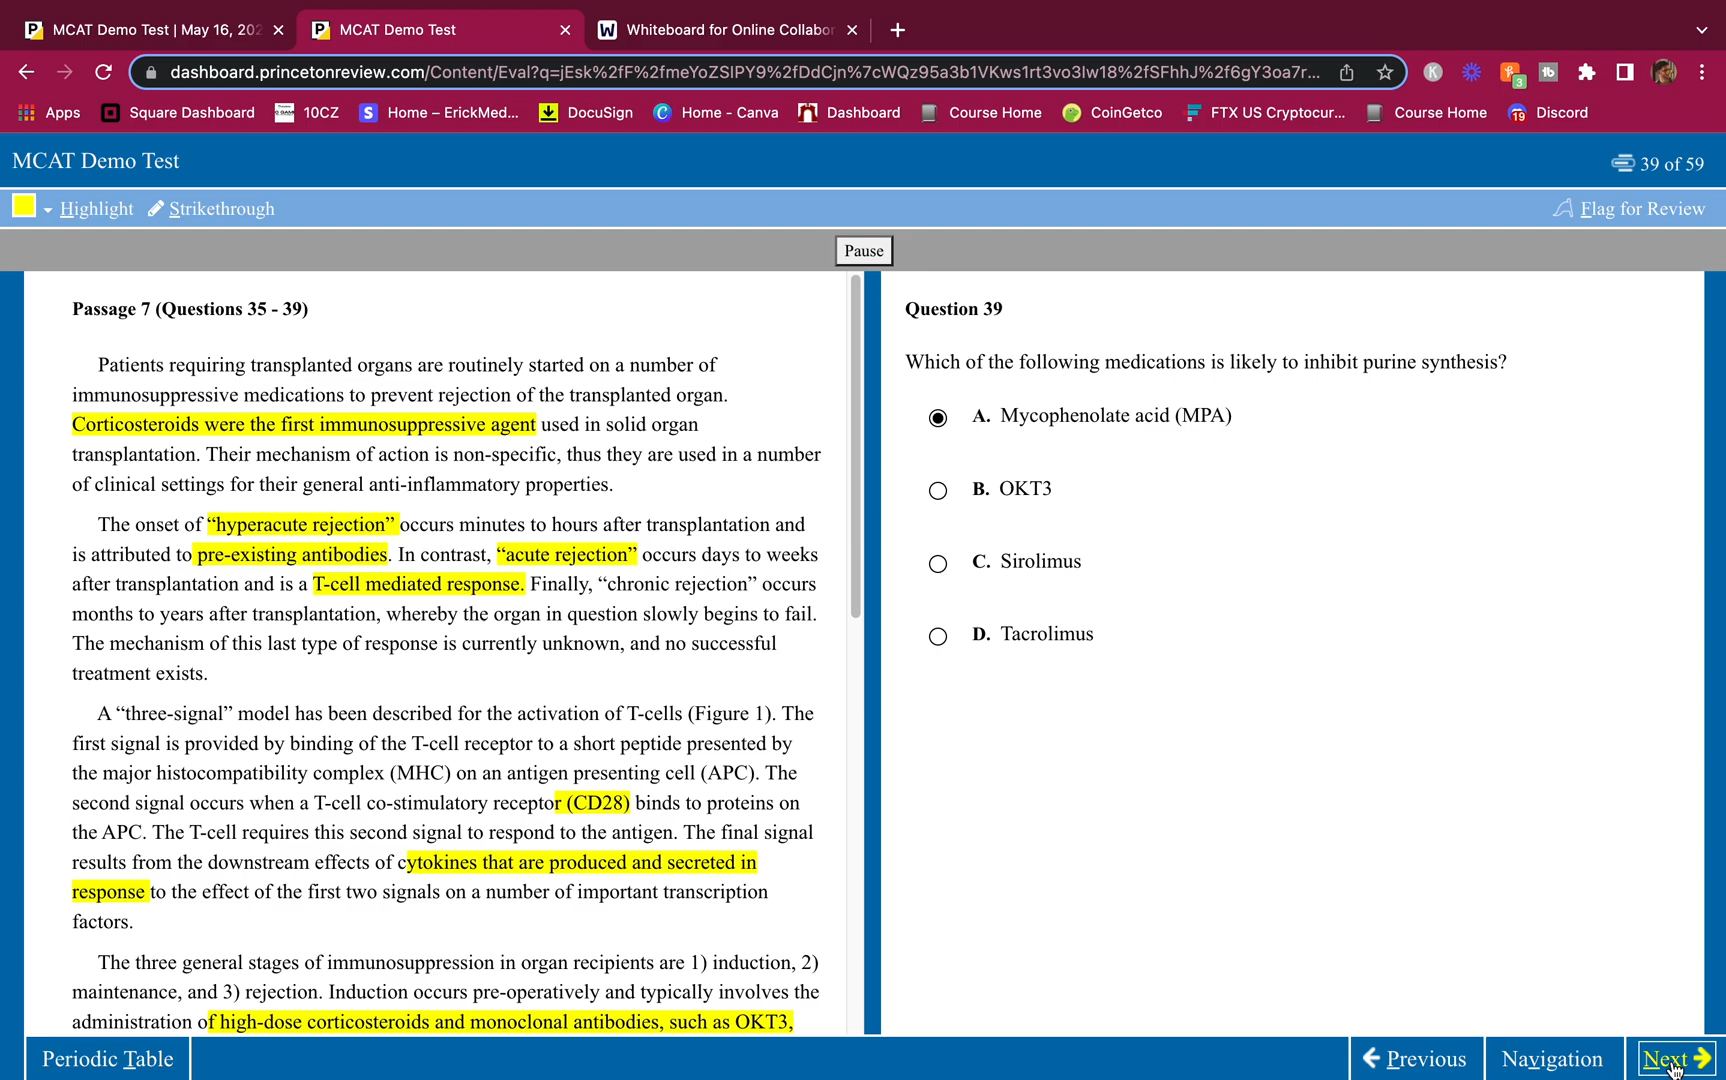 MCAT Demo Test | May 16, 202
MCAT Demo Test
Whiteboard for Online Collabor
dashboard.princetonreview.com/Content/Eval?q=jEsk%2fF%2fmeYoZSIPY9%2fDdCjn%7cWQz95a3b1VKws1rt3vo3lw18%2fSFhhJ%2f6gY3oa7r...
Apps
Square Dashboard
10CZ
Home – ErickMed...
DocuSign
Home - Canva
Dashboard
Course Home
CoinGetco
FTX US Cryptocur...
Course Home
Discord
MCAT Demo Test
39 of 59
Highlight
Strikethrough
Flag for Review
Pause
Passage 7 (Questions 35 - 39)
Patients requiring transplanted organs are routinely started on a number of
immunosuppressive medications to prevent rejection of the transplanted organ.
Corticosteroids were the first immunosuppressive agent used in solid organ
transplantation. Their mechanism of action is non-specific, thus they are used in a number
of clinical settings for their general anti-inflammatory properties.
The onset of “hyperacute rejection” occurs minutes to hours after transplantation and
is attributed to pre-existing antibodies. In contrast, “acute rejection” occurs days to weeks
after transplantation and is a T-cell mediated response. Finally, “chronic rejection” occurs
months to years after transplantation, whereby the organ in question slowly begins to fail.
The mechanism of this last type of response is currently unknown, and no successful
treatment exists.
A “three-signal” model has been described for the activation of T-cells (Figure 1). The
first signal is provided by binding of the T-cell receptor to a short peptide presented by
the major histocompatibility complex (MHC) on an antigen presenting cell (APC). The
second signal occurs when a T-cell co-stimulatory receptor (CD28) binds to proteins on
the APC. The T-cell requires this second signal to respond to the antigen. The final signal
results from the downstream effects of cytokines that are produced and secreted in
response to the effect of the first two signals on a number of important transcription
factors.
The three general stages of immunosuppression in organ recipients are 1) induction, 2)
maintenance, and 3) rejection. Induction occurs pre-operatively and typically involves the
administration of high-dose corticosteroids and monoclonal antibodies, such as OKT3,
Question 39
Which of the following medications is likely to inhibit purine synthesis?
A. Mycophenolate acid (MPA)
B. OKT3
C. Sirolimus
D. Tacrolimus
Periodic Table
Previous
Navigation
Next